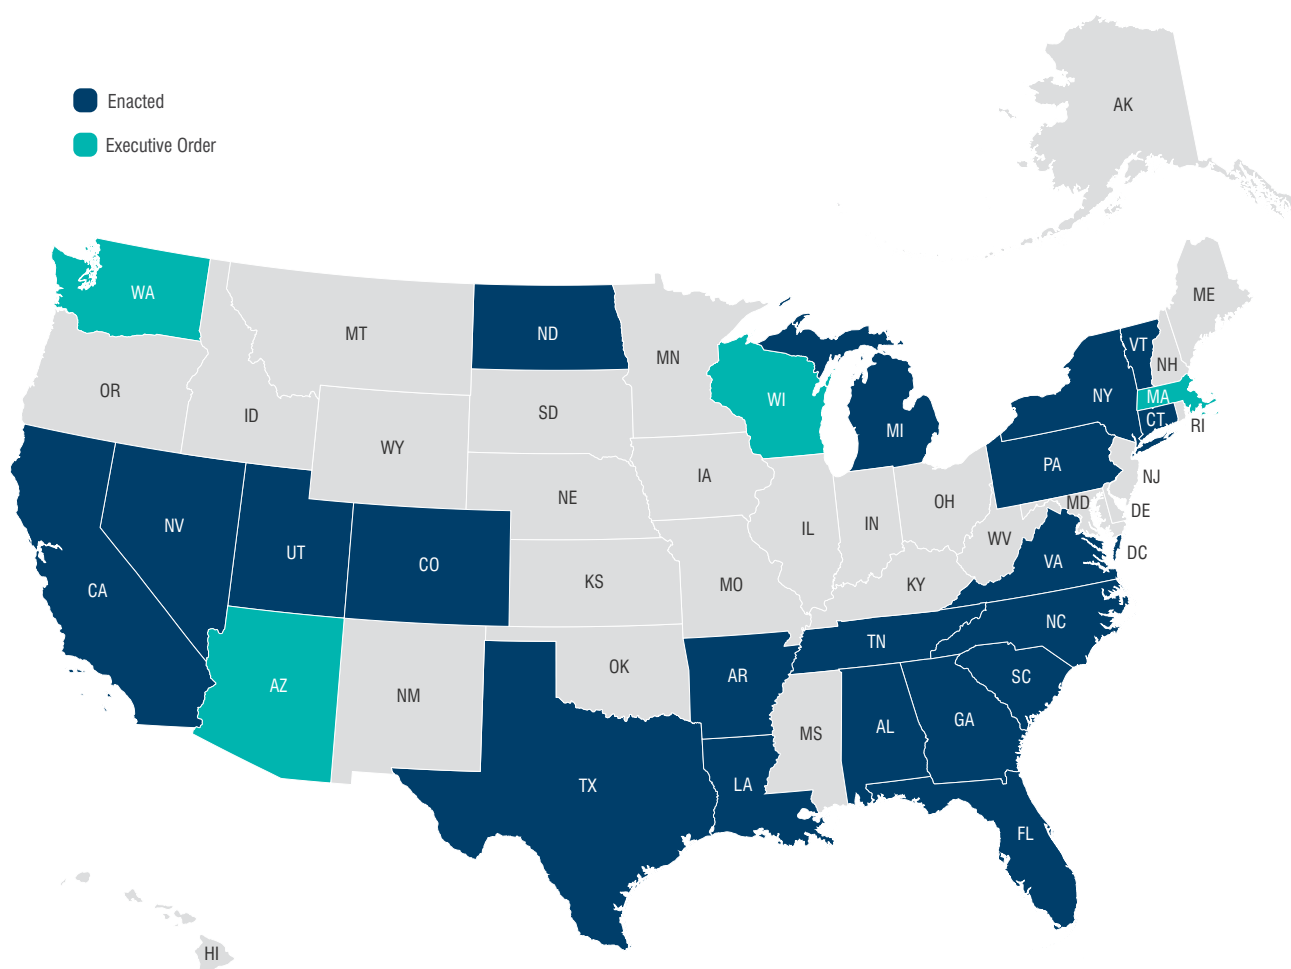 AK
Enacted
Executive Order
WA
MT
ND
MN
ME
VT
NH
OR
ID
WY
SD
WI
MI
NY
MA
CT
RI
IA
NE
PA
NJ
OH
MD
DE
NV
UT
CO
KS
MO
IL
IN
WV
VA
DC
CA
KY
NC
TN
AZ
NM
OK
AR
SC
MS
AL
GA
TX
LA
FL
HI